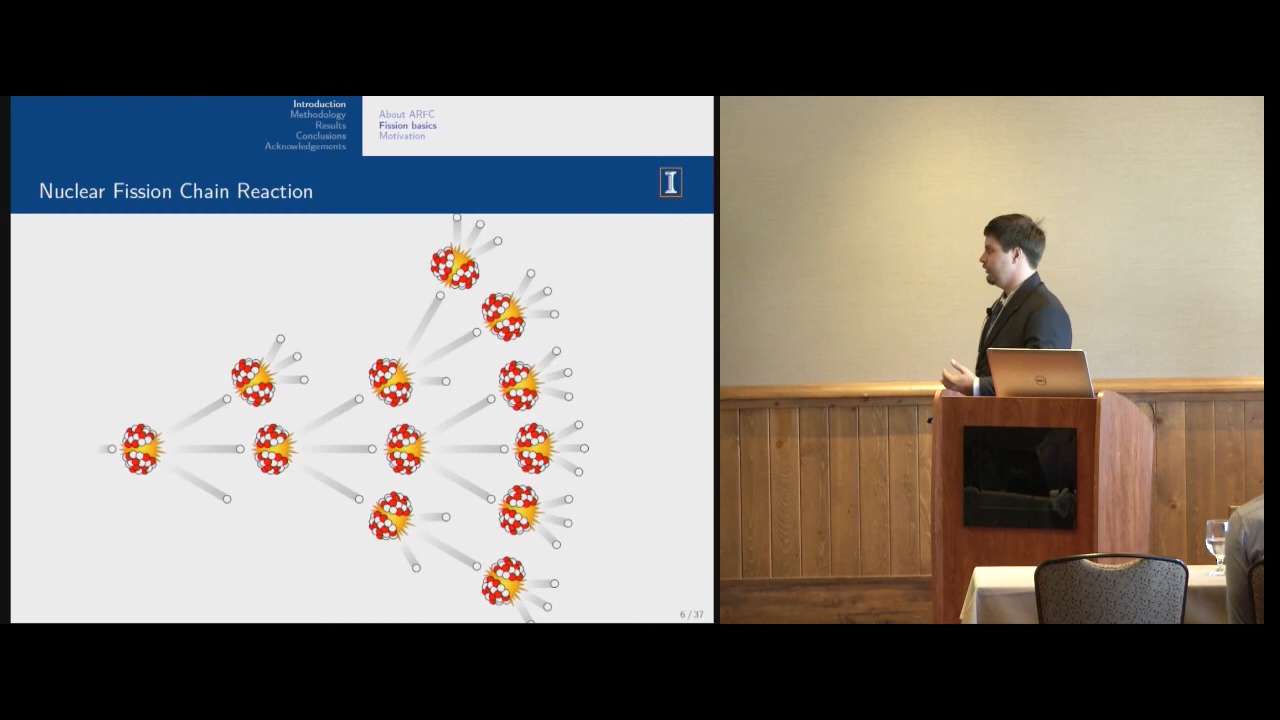 Introduction
Methodology
Results
Conclusions
Acknowledgements
About ARFC
Fission basics
Motivation
Nuclear Fission Chain Reaction
I
6 / 37